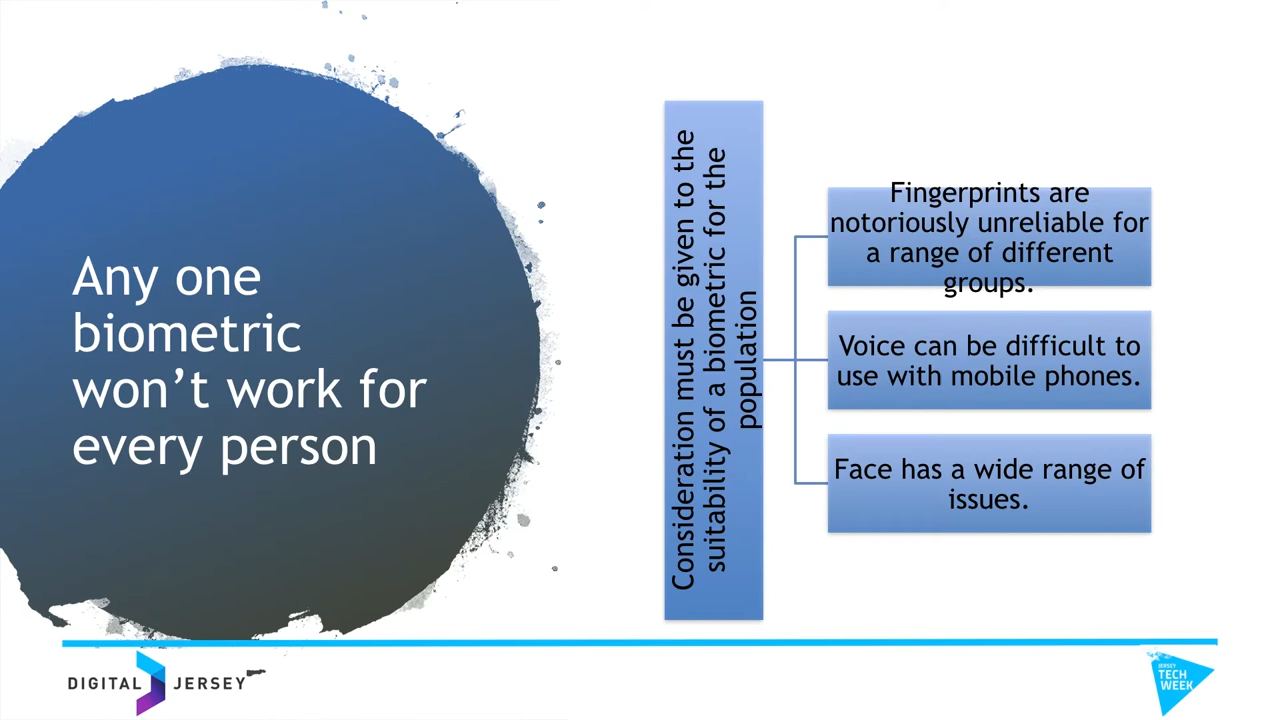 Any one
biometric
won’t work for
every person
Consideration must be given to the
suitability of a biometric for the
population
Fingerprints are
notoriously unreliable for
a range of different
groups.
Voice can be difficult to
use with mobile phones.
Face has a wide range of
issues.
DIGITAL JERSEY
JERSEY
TECH
WEEK